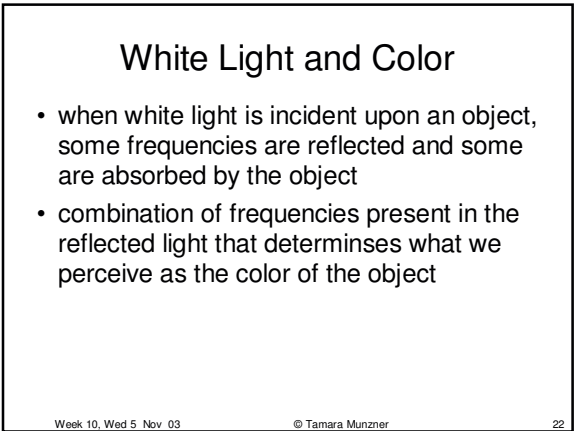 White Light and Color
• when white light is incident upon an object,
some frequencies are reflected and some
are absorbed by the object
• combination of frequencies present in the
reflected light that determinses what we
perceive as the color of the object
Week 10, Wed 5 Nov 03 © Tamara Munzner 22